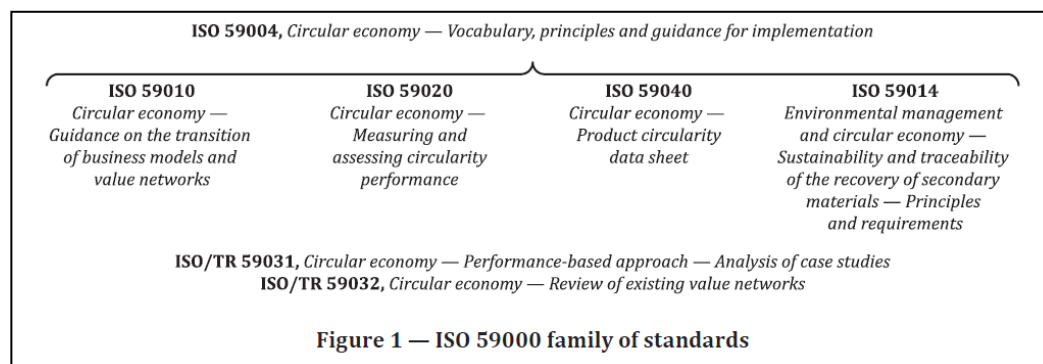 ISO 59004, Circular economy — Vocabulary, principles and guidance for implementation
ISO 59010
Circular economy —
Guidance on the transition
of business models and
value networks
ISO 59020
Circular economy —
Measuring and
assessing circularity
performance
ISO 59040
Circular economy —
Product circularity
data sheet
ISO 59014
Environmental management
and circular economy —
Sustainability and traceability
of the recovery of secondary
materials — Principles
and requirements
ISO/TR 59031, Circular economy — Performance-based approach — Analysis of case studies
ISO/TR 59032, Circular economy — Review of existing value networks
Figure 1 — ISO 59000 family of standards